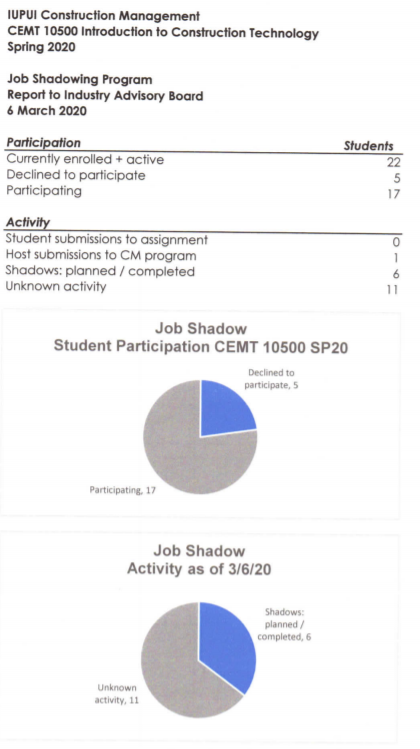 IUPUI Construction Management
CEMT 10500 Introduction to Construction Technology
Spring 2020
Job Shadowing Program
Report to Industry Advisory Board
6 March 2020
Participation Students
Currently enrolled + active 22
Declined to participate 5
Participating 17
Activity
Student submissions to assignment 0
Host submissions to CM program 1
Shadows: planned / completed 6
Unknown activity 11
Job Shadow
Student Participation CEMT 10500 SP20
Declined to
participate, 5
Participating, 17
Job Shadow
Activity as of 3/6/20
Shadows:
planned /
completed, 6
Unknown
activity, 11